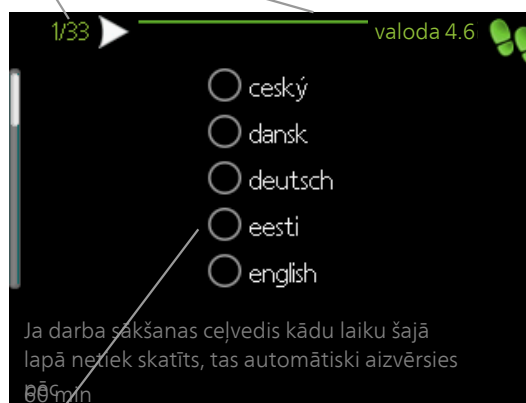 1/33
valoda 4.6
ceský
dansk
deutsch
eesti
english
Ja darba sākšanas ceļvedis kādu laiku šajā
lapā netiek skatīts, tas automātiski aizvērsies
pēc
60 min